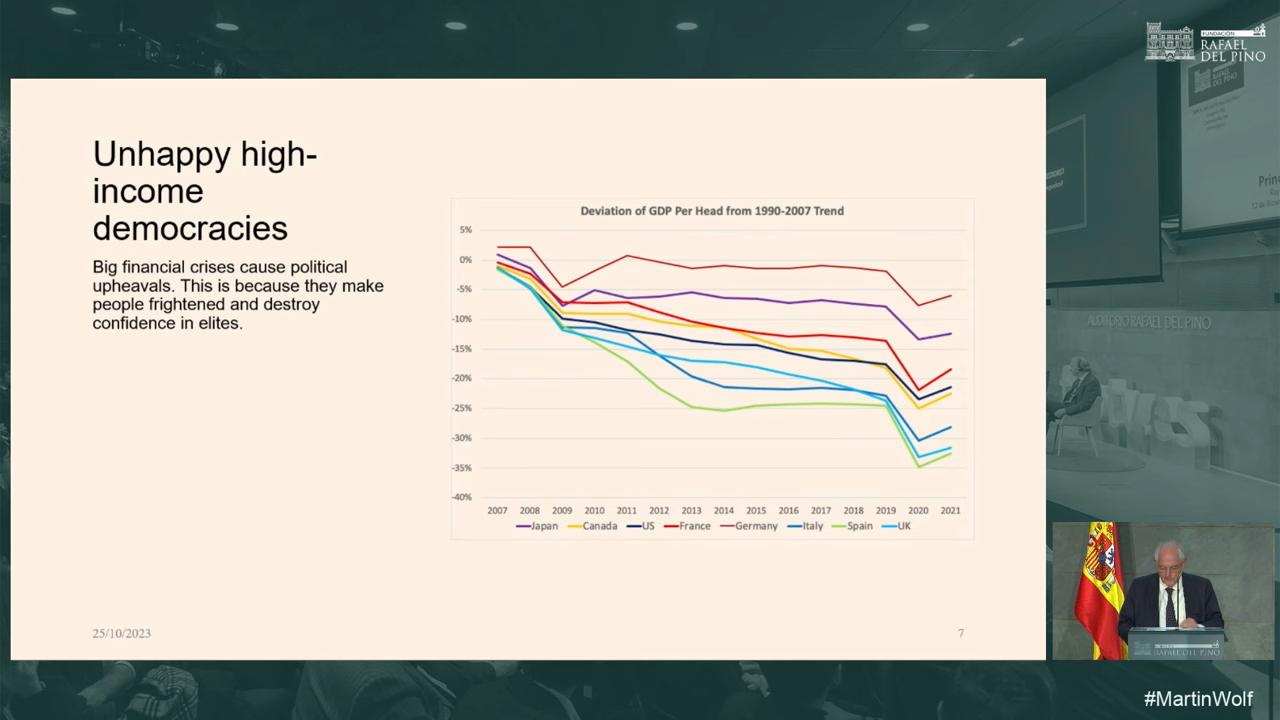 FUNDACIÓN
RAFAEL
DEL PINO
Unhappy high-
income
democracies
Big financial crises cause political
upheavals. This is because they make
people frightened and destroy
confidence in elites.
Deviation of GDP Per Head from 1990-2007 Trend
5%
0%
-5%
-10%
-15%
-20%
-25%
-30%
-35%
-40%
2007 2008 2009 2010 2011 2012 2013 2014 2015 2016 2017 2018 2019 2020 2021
Japan Canada US France Germany Italy Spain UK
25/10/2023
7
AUDITORIO RAFAEL DEL PINO
RAFAEL DEL PINO
#MartinWolf